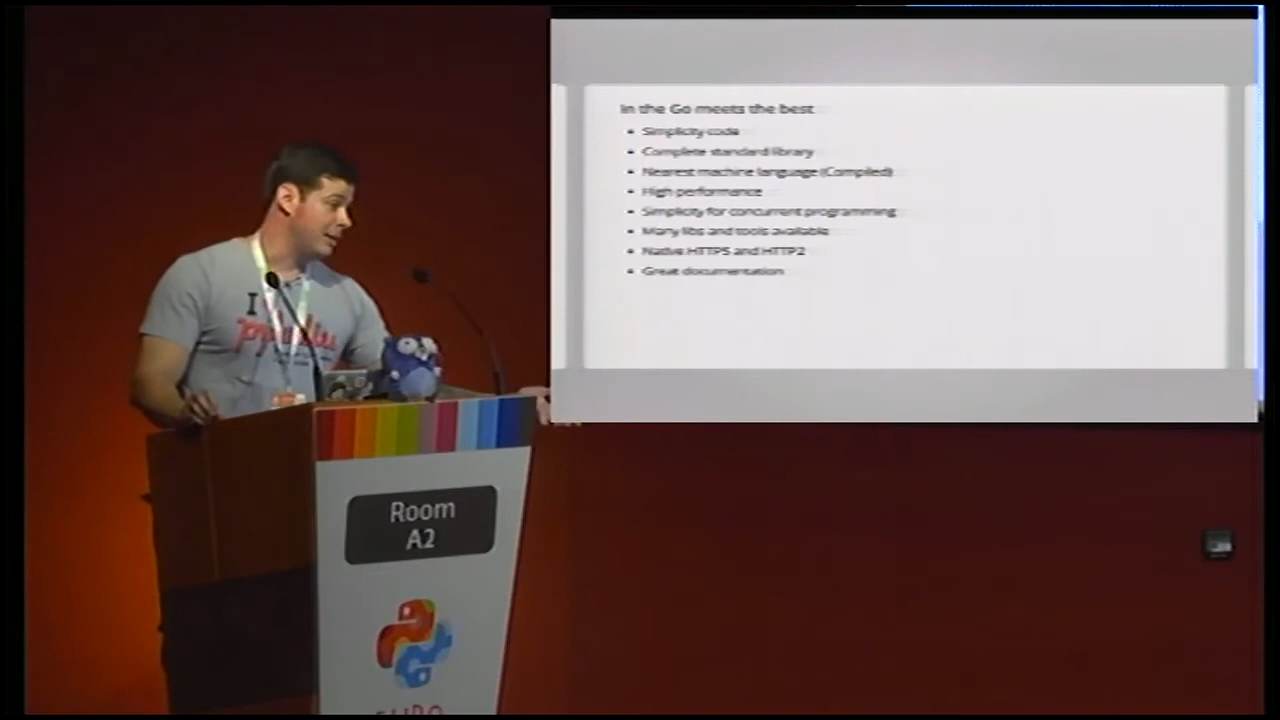 In the Go meets the best
Simplicity code
Complete standard library
Nearest machine language (Compiled)
High performance
Simplicity for concurrent programming
Many libs and tools available
Native HTTPS and HTTP2
Great documentation
I
Room
A2
EURO